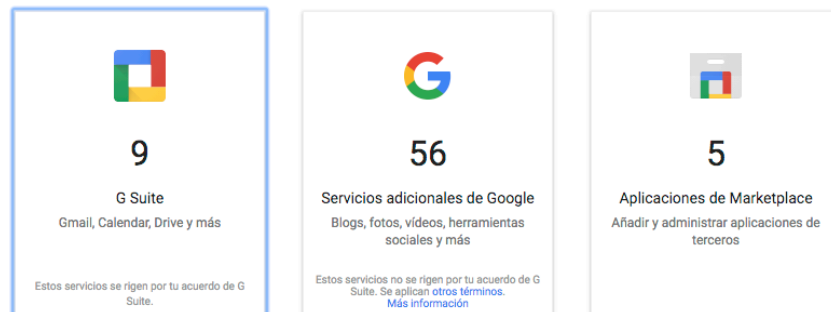 9
G Suite
Gmail, Calendar, Drive y más
Estos servicios se rigen por tu acuerdo de G
Suite.
56
Servicios adicionales de Google
Blogs, fotos, vídeos, herramientas
sociales y más
Estos servicios no se rigen por tu acuerdo de G
Suite. Se aplican otros términos.
Más información
5
Aplicaciones de Marketplace
Añadir y administrar aplicaciones de
terceros